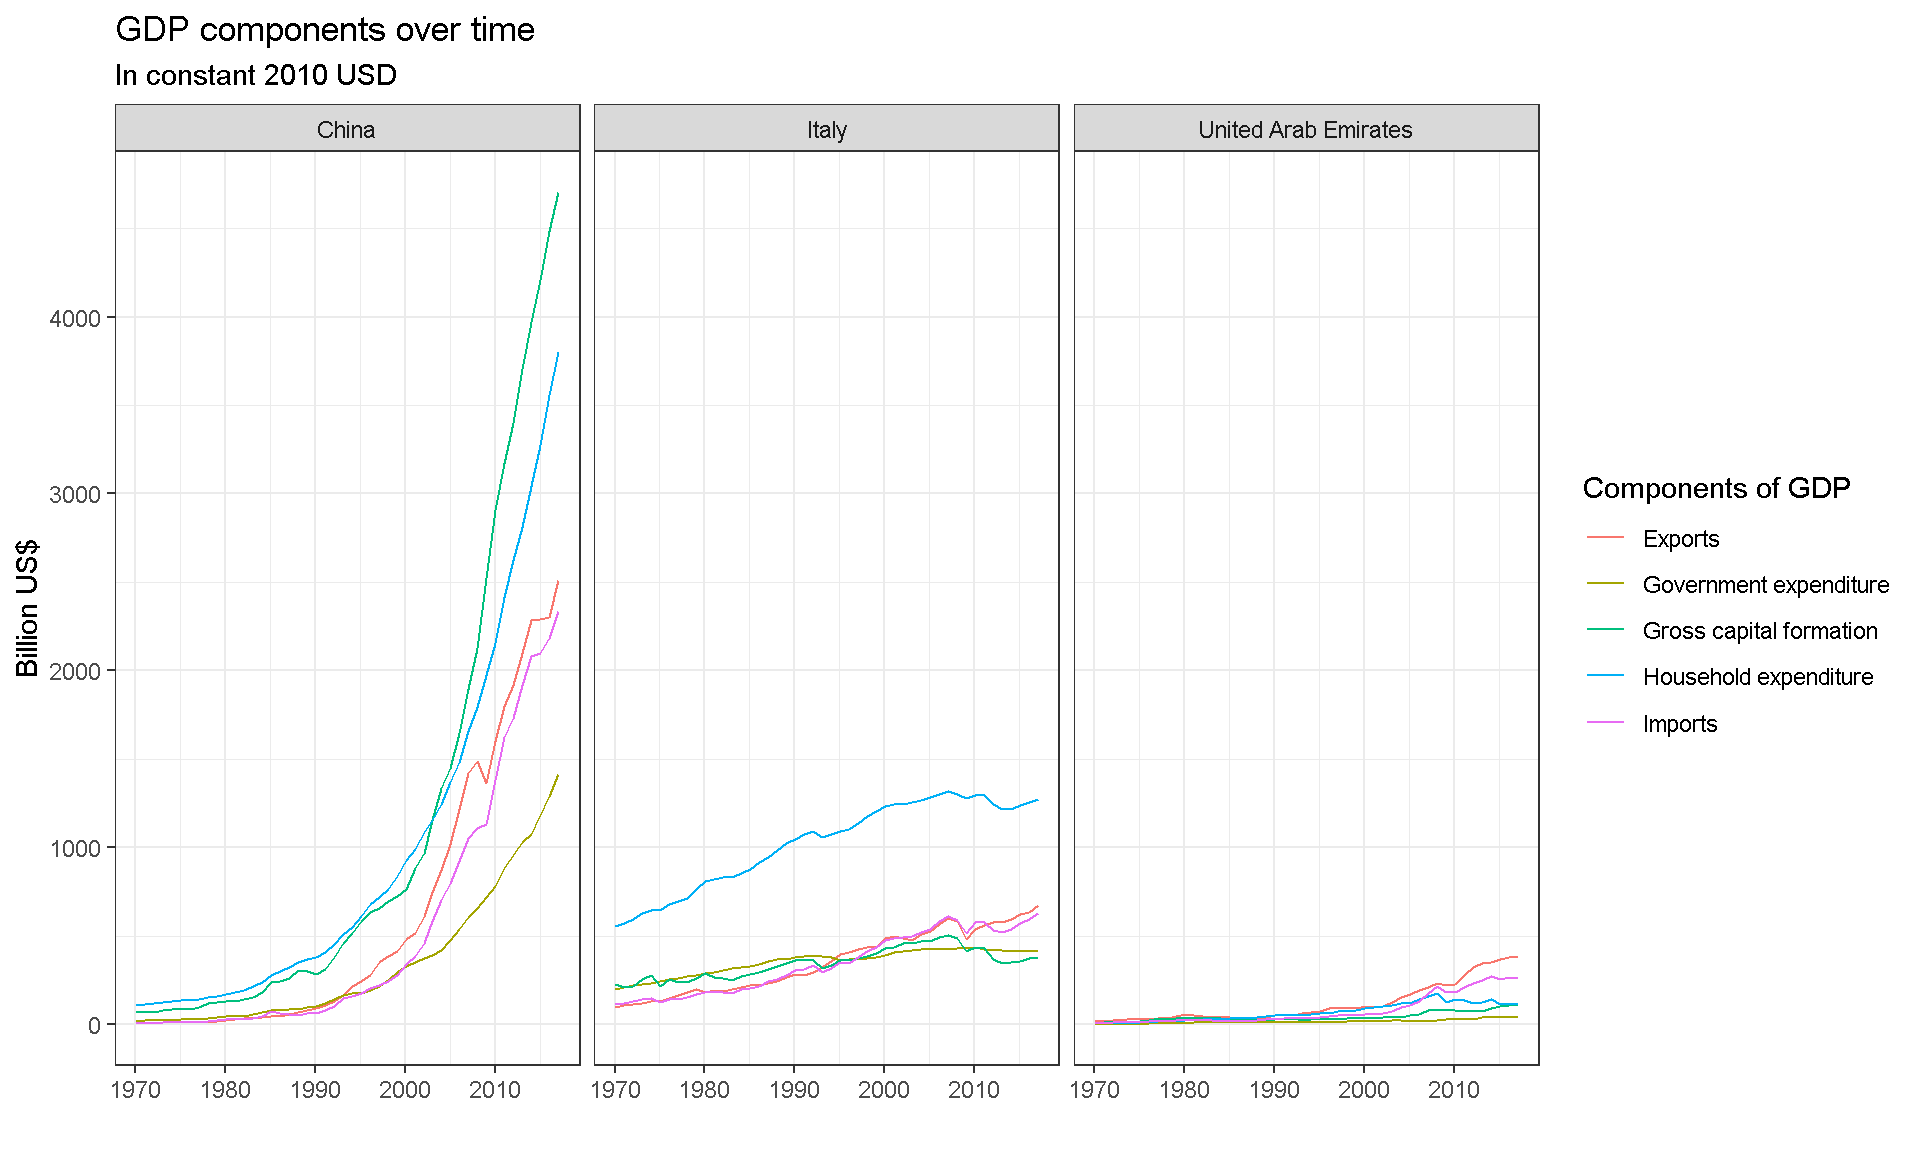 GDP components over time
In constant 2010 USD
China
Italy
United Arab Emirates
Billion US$
4000
3000
2000
1000
0
1970 1980 1990 2000 2010
1970 1980 1990 2000 2010
1970 1980 1990 2000 2010
Components of GDP
Exports
Government expenditure
Gross capital formation
Household expenditure
Imports